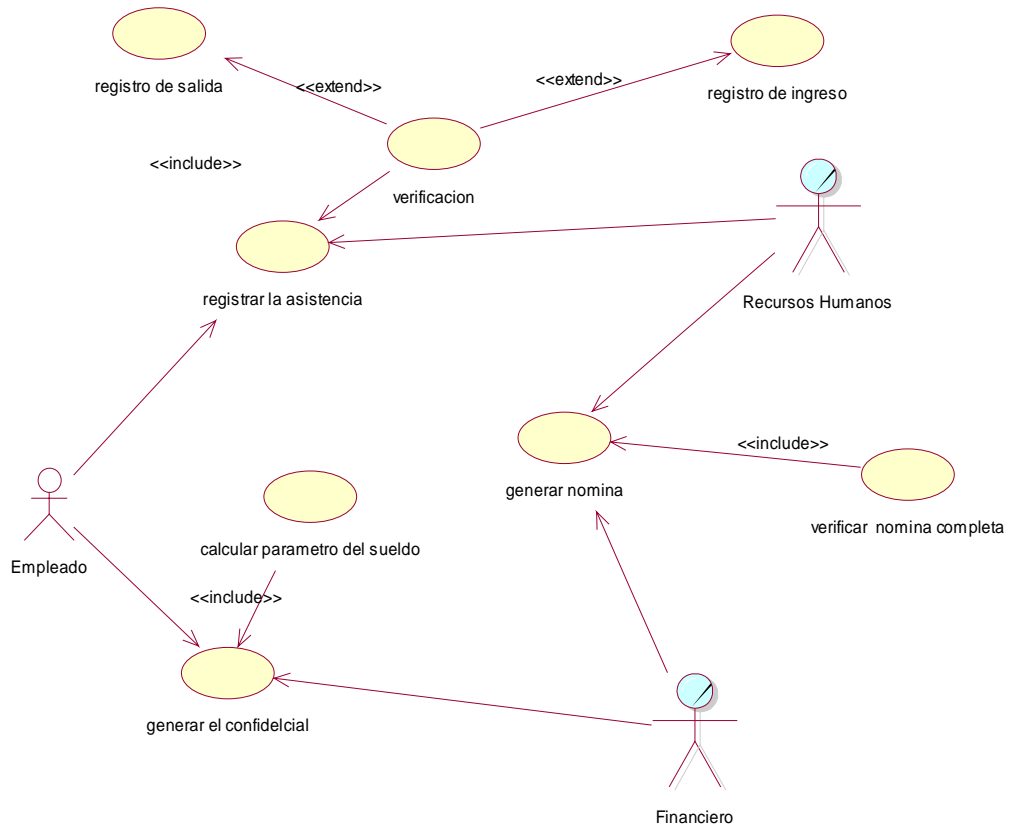 registro de salida
<<extend>>
<<extend>>
registro de ingreso
<<include>>
verificacion
registrar la asistencia
Recursos Humanos
<<include>>
generar nomina
verificar nomina completa
calcular parametro del sueldo
Empleado
<<include>>
generar el confidelcial
Financiero